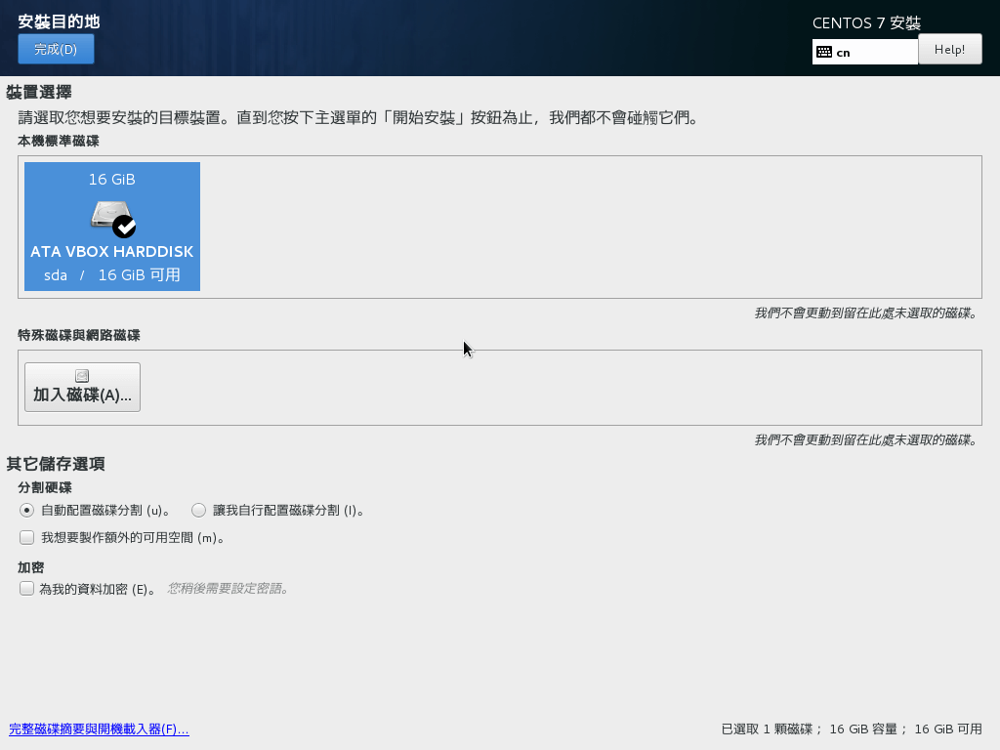 安裝目的地
CENTOS 7 安裝
完成(D)
cn
Help!
裝置選擇
請選取您想要安裝的目標裝置。直到您按下主選單的「開始安裝」按鈕為止，我們都不會碰觸它們。
本機標準磁碟
16 GiB
ATA VBOX HARDDISK
sda / 16 GiB 可用
我們不會更動到留在此處未選取的磁碟。
特殊磁碟與網路磁碟
加入磁碟(A)...
我們不會更動到留在此處未選取的磁碟。
其它儲存選項
分割硬碟
自動配置磁碟分割 (u)。 讓我自行配置磁碟分割 (I)。
我想要製作額外的可用空間 (m)。
加密
為我的資料加密 (E)。 您稍後需要設定密語。
完整磁碟摘要與開機載入器(F)...
已選取 1 顆磁碟； 16 GiB 容量； 16 GiB 可用